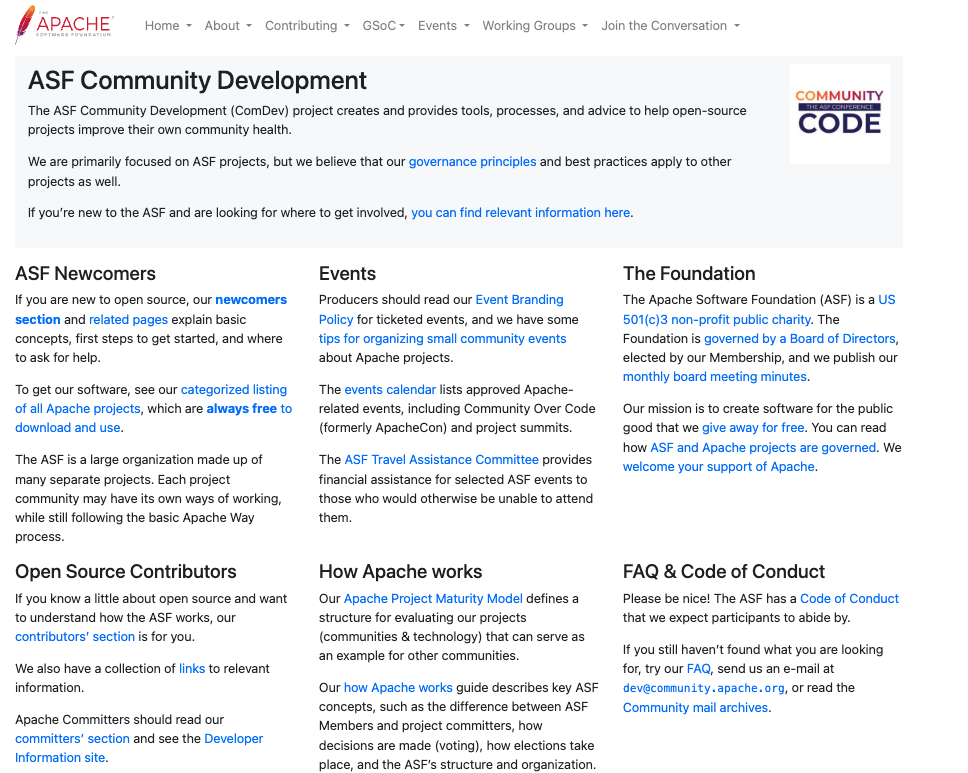 THE
APACHE
SOFTWARE FOUNDATION
Home About Contributing GSoC Events Working Groups Join the Conversation
ASF Community Development
The ASF Community Development (ComDev) project creates and provides tools, processes, and advice to help open-source
projects improve their own community health.
We are primarily focused on ASF projects, but we believe that our governance principles and best practices apply to other
projects as well.
If you're new to the ASF and are looking for where to get involved, you can find relevant information here.
COMMUNITY
THE ASF CONFERENCE
CODE
ASF Newcomers
If you are new to open source, our newcomers
section and related pages explain basic
concepts, first steps to get started, and where
to ask for help.
To get our software, see our categorized listing
of all Apache projects, which are always free to
download and use.
The ASF is a large organization made up of
many separate projects. Each project
community may have its own ways of working,
while still following the basic Apache Way
process.
Events
Producers should read our Event Branding
Policy for ticketed events, and we have some
tips for organizing small community events
about Apache projects.
The events calendar lists approved Apache-
related events, including Community Over Code
(formerly ApacheCon) and project summits.
The ASF Travel Assistance Committee provides
financial assistance for selected ASF events to
those who would otherwise be unable to attend
them.
The Foundation
The Apache Software Foundation (ASF) is a US
501(c)3 non-profit public charity. The
Foundation is governed by a Board of Directors,
elected by our Membership, and we publish our
monthly board meeting minutes.
Our mission is to create software for the public
good that we give away for free. You can read
how ASF and Apache projects are governed. We
welcome your support of Apache.
Open Source Contributors
If you know a little about open source and want
to understand how the ASF works, our
contributors' section is for you.
We also have a collection of links to relevant
information.
Apache Committers should read our
committers' section and see the Developer
Information site.
How Apache works
Our Apache Project Maturity Model defines a
structure for evaluating our projects
(communities & technology) that can serve as
an example for other communities.
Our how Apache works guide describes key ASF
concepts, such as the difference between ASF
Members and project committers, how
decisions are made (voting), how elections take
place, and the ASF's structure and organization.
FAQ & Code of Conduct
Please be nice! The ASF has a Code of Conduct
that we expect participants to abide by.
If you still haven't found what you are looking
for, try our FAQ, send us an e-mail at
dev@community.apache.org, or read the
Community mail archives.